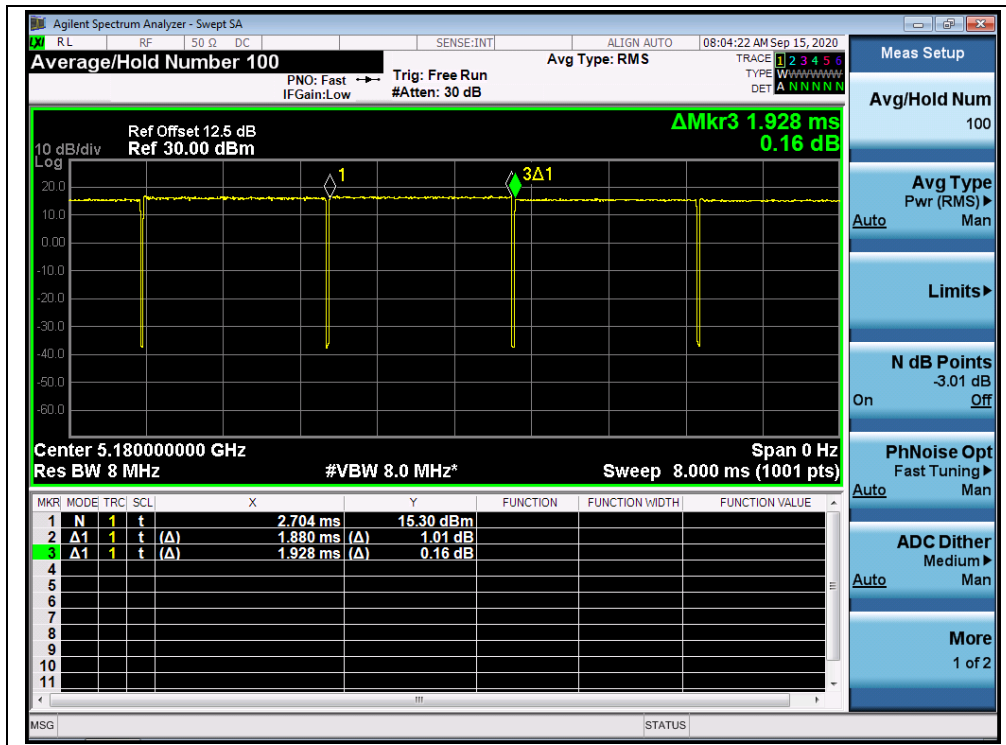 Agilent Spectrum Analyzer - Swept SA
LXI RL RF 50 Ω DC SENSE:INT ALIGN AUTO 08:04:22 AM Sep 15, 2020
Average/Hold Number 100
PNO: Fast
IFGain:Low
Trig: Free Run
#Atten: 30 dB
Avg Type: RMS
TRACE 1 2 3 4 5 6
TYPE WWWWWW
DET A N N N N N
ΔMkr3 1.928 ms
0.16 dB
Ref Offset 12.5 dB
10 dB/div Ref 30.00 dBm
Log
1
3Δ1
20.0
10.0
0.00
-10.0
-20.0
-30.0
-40.0
-50.0
-60.0
Center 5.180000000 GHz Span 0 Hz
Res BW 8 MHz #VBW 8.0 MHz* Sweep 8.000 ms (1001 pts)
MKR MODE TRC SCL X Y FUNCTION FUNCTION WIDTH FUNCTION VALUE
1 N 1 t 2.704 ms 15.30 dBm
2 Δ1 1 t (Δ) 1.880 ms (Δ) 1.01 dB
3 Δ1 1 t (Δ) 1.928 ms (Δ) 0.16 dB
4
5
6
7
8
9
10
11
MSG STATUS
Meas Setup
Avg/Hold Num
100
Avg Type
Pwr (RMS)
Auto Man
Limits
N dB Points
-3.01 dB
On Off
PhNoise Opt
Fast Tuning
Auto Man
ADC Dither
Medium
Auto Man
More
1 of 2